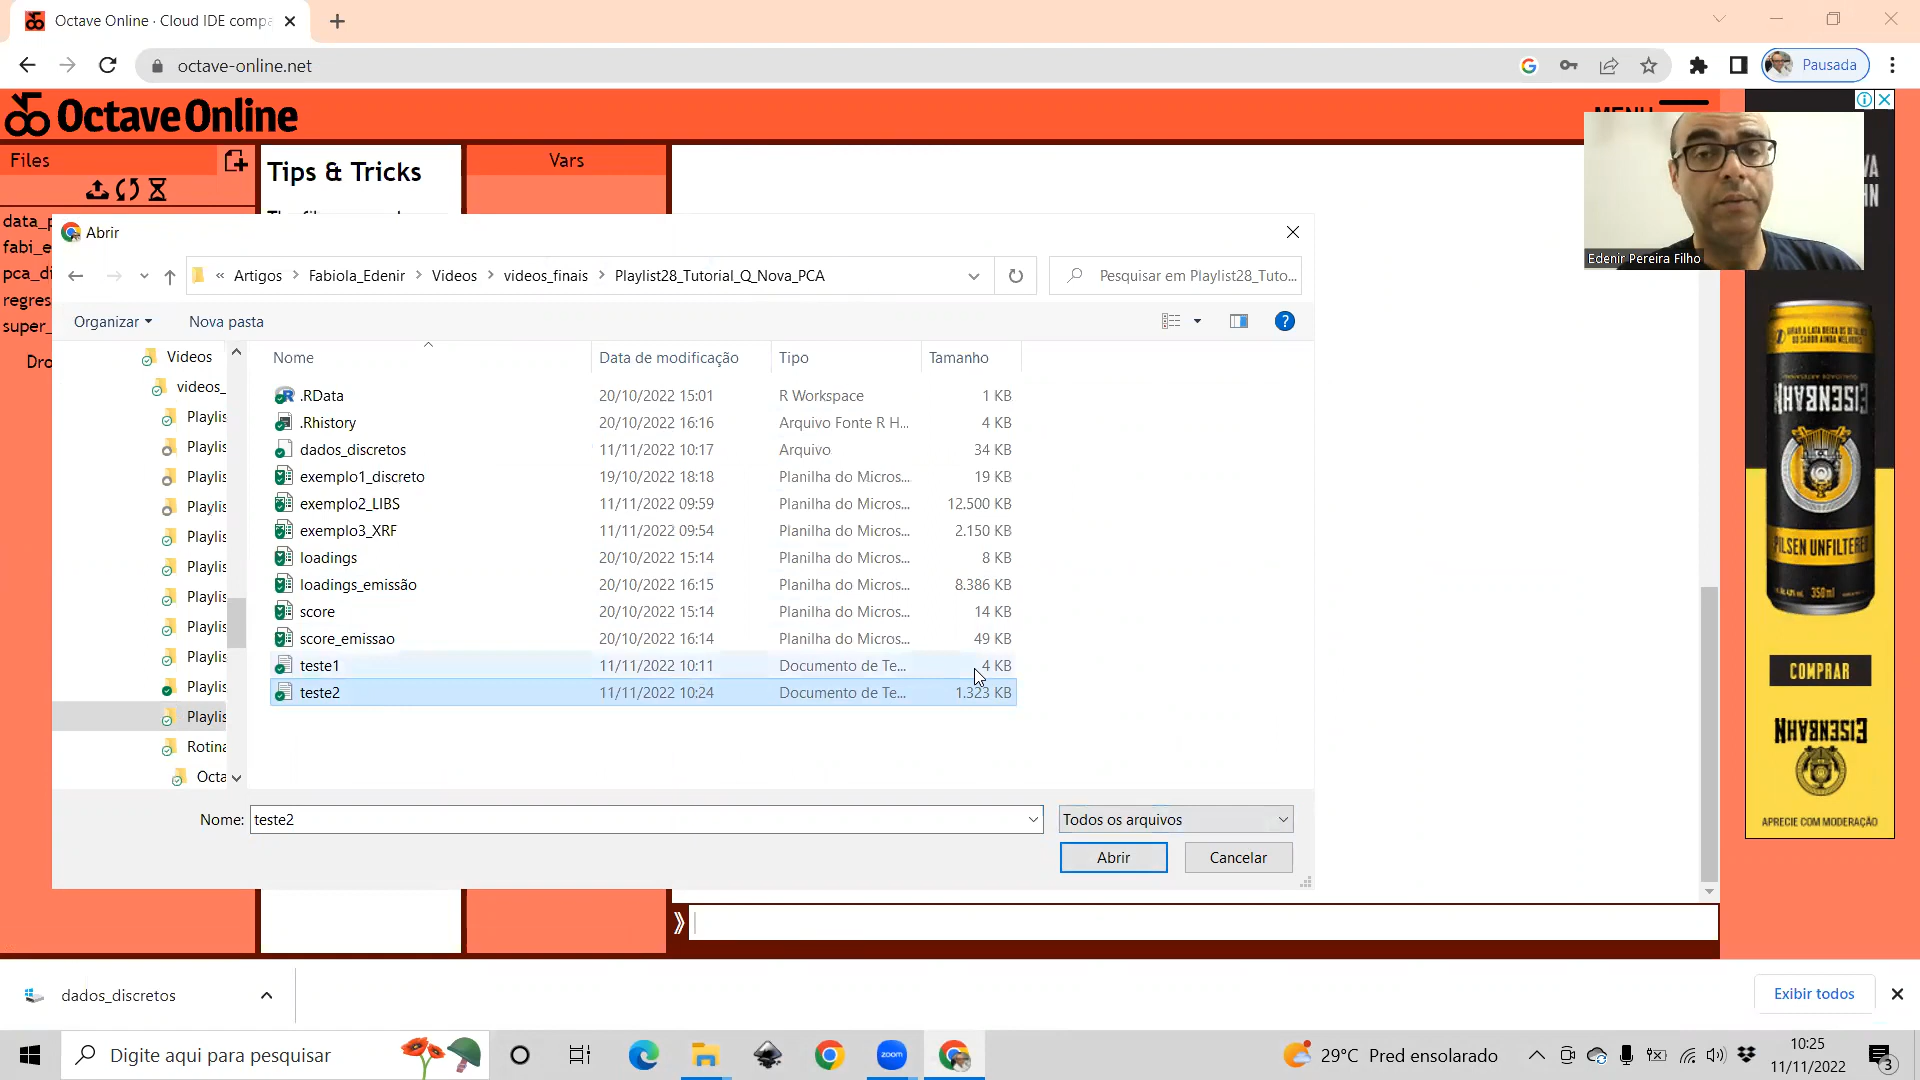 Octave Online · Cloud IDE compa
octave-online.net
Pausada
Octave Online
MENU
Files
Tips & Tricks
Vars
data_p
fabi_e
pca_di
regres
super_
Dro
Abrir
« Artigos > Fabiola_Edenir > Videos > videos_finais > Playlist28_Tutorial_Q_Nova_PCA
Pesquisar em Playlist28_Tuto...
Organizar
Nova pasta
Videos
videos_
Playlis
Playlis
Playlis
Playlis
Playlis
Playlis
Playlis
Playlis
Playlis
Playlis
Playlis
Rotina
Octa
Nome Data de modificação Tipo Tamanho
.RData 20/10/2022 15:01 R Workspace 1 KB
.Rhistory 20/10/2022 16:16 Arquivo Fonte R H... 4 KB
dados_discretos 11/11/2022 10:17 Arquivo 34 KB
exemplo1_discreto 19/10/2022 18:18 Planilha do Micros... 19 KB
exemplo2_LIBS 11/11/2022 09:59 Planilha do Micros... 12.500 KB
exemplo3_XRF 11/11/2022 09:54 Planilha do Micros... 2.150 KB
loadings 20/10/2022 15:14 Planilha do Micros... 8 KB
loadings_emissão 20/10/2022 16:15 Planilha do Micros... 8.386 KB
score 20/10/2022 15:14 Planilha do Micros... 14 KB
score_emissao 20/10/2022 16:14 Planilha do Micros... 49 KB
teste1 11/11/2022 10:11 Documento de Te... 4 KB
teste2 11/11/2022 10:24 Documento de Te... 1.323 KB
Nome: teste2
Todos os arquivos
Abrir
Cancelar
Edenir Pereira Filho
EISENBAHN
PILSEN UNFILTERED
350ml
COMPRAR
EISENBAHN
APRECIE COM MODERAÇÃO
dados_discretos
Exibir todos
Digite aqui para pesquisar
zoom
29°C Pred ensolarado
10:25
11/11/2022
3